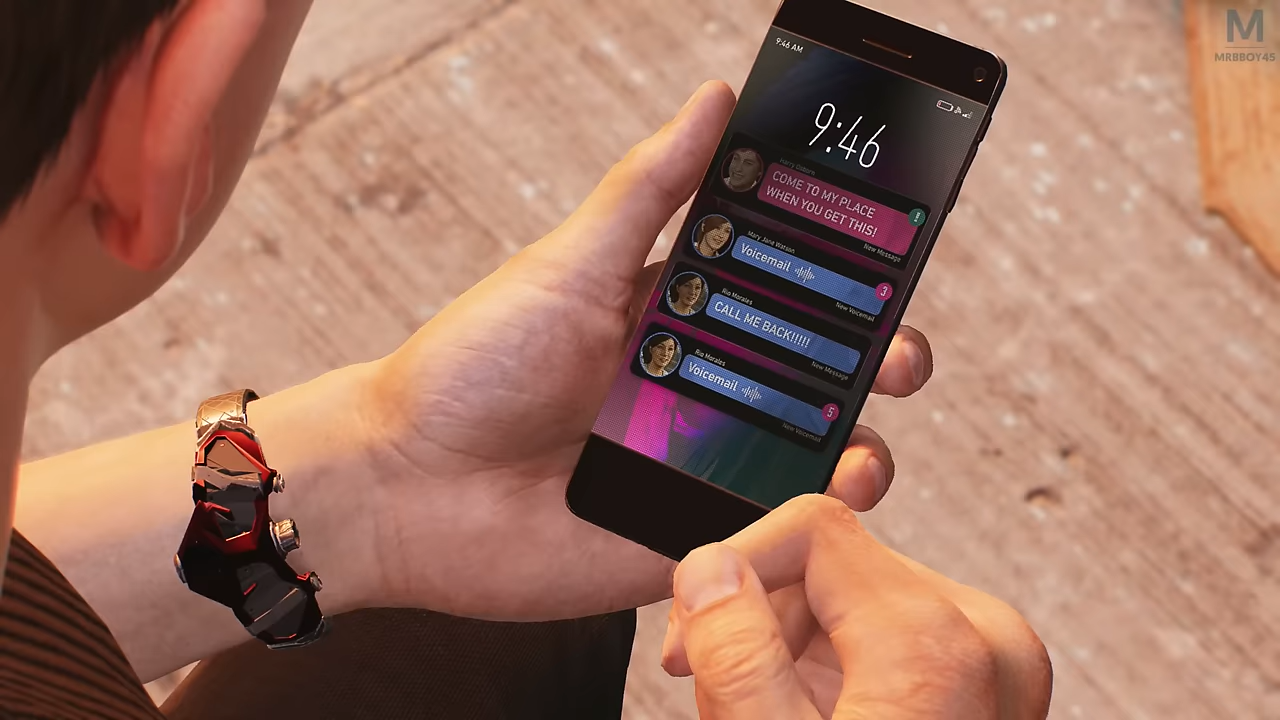 M
MRBBOY45
9:46 AM
9:46
Harry Osborn
COME TO MY PLACE
WHEN YOU GET THIS!
!
New Message
Mary Jane Watson
Voicemail
3
New Voicemail
Rio Morales
CALL ME BACK!!!!!
New Message
Rio Morales
Voicemail
5
New Voicemail